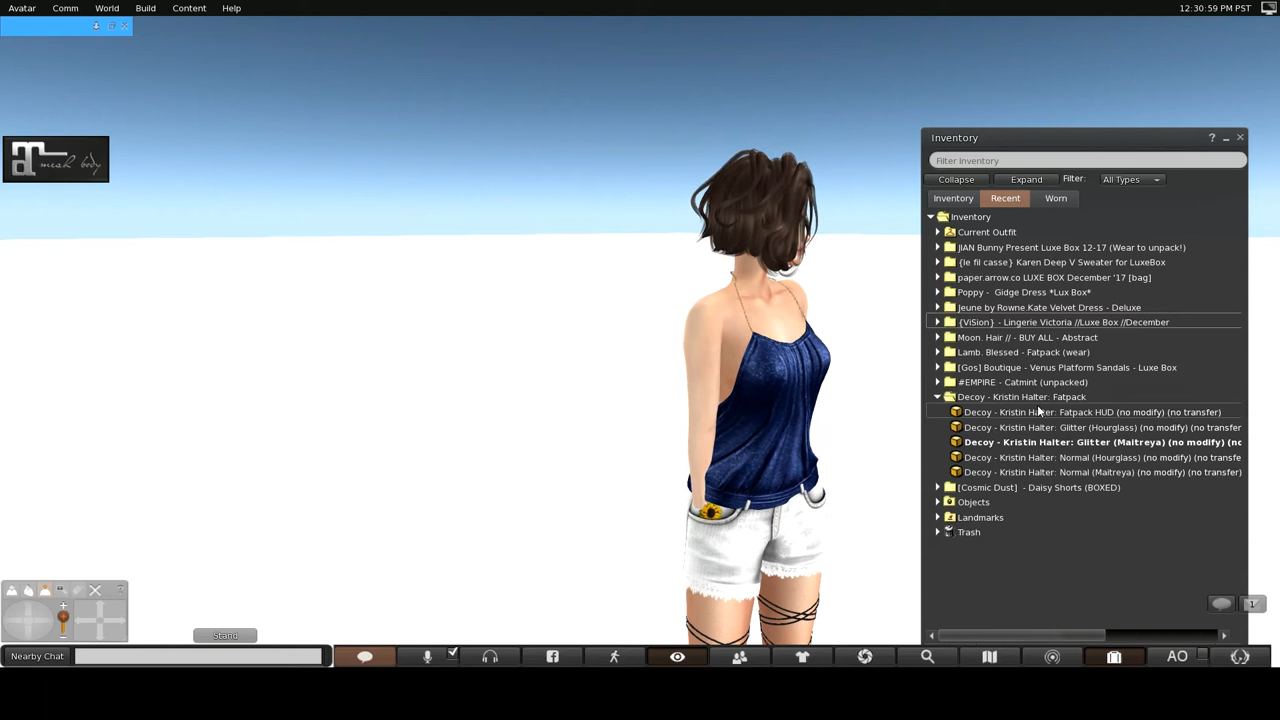 Avatar Comm World Build Content Help 12:30:59 PM PST
mesh body
Inventory ?
Filter Inventory
Collapse Expand Filter: All Types
Inventory Recent Worn
Inventory
Current Outfit
JIAN Bunny Present Luxe Box 12-17 (Wear to unpack!)
{le fil casse} Karen Deep V Sweater for LuxeBox
paper.arrow.co LUXE BOX December '17 [bag]
Poppy - Gidge Dress *Lux Box*
Jeune by Rowne.Kate Velvet Dress - Deluxe
{ViSion} - Lingerie Victoria //Luxe Box //December
Moon. Hair // - BUY ALL - Abstract
Lamb. Blessed - Fatpack (wear)
[Gos] Boutique - Venus Platform Sandals - Luxe Box
#EMPIRE - Catmint (unpacked)
Decoy - Kristin Halter: Fatpack
Decoy - Kristin Halter: Fatpack HUD (no modify) (no transfer)
Decoy - Kristin Halter: Glitter (Hourglass) (no modify) (no transfer
Decoy - Kristin Halter: Glitter (Maitreya) (no modify) (no
Decoy - Kristin Halter: Normal (Hourglass) (no modify) (no transfe
Decoy - Kristin Halter: Normal (Maitreya) (no modify) (no transfer)
[Cosmic Dust] - Daisy Shorts (BOXED)
Objects
Landmarks
Trash
1
Stand
Nearby Chat
AO